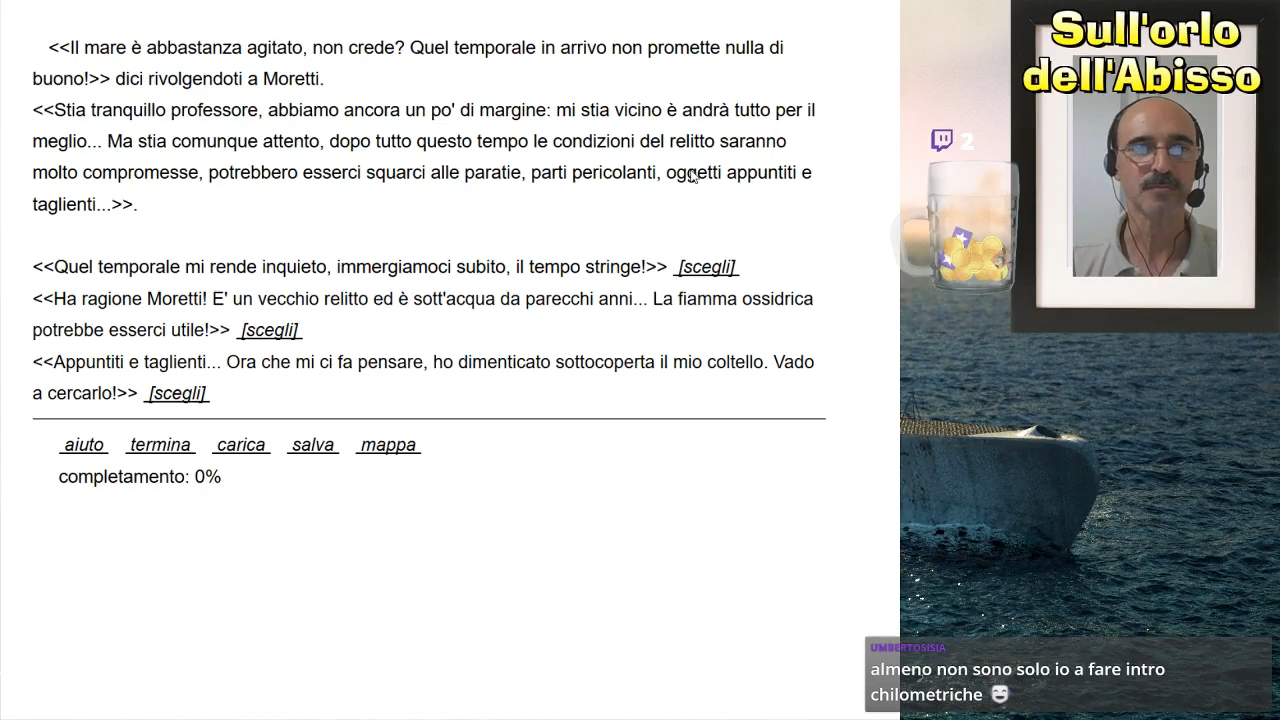 <<Il mare è abbastanza agitato, non crede? Quel temporale in arrivo non promette nulla di
buono!>> dici rivolgendoti a Moretti.
<<Stia tranquillo professore, abbiamo ancora un po' di margine: mi stia vicino è andrà tutto per il
meglio... Ma stia comunque attento, dopo tutto questo tempo le condizioni del relitto saranno
molto compromesse, potrebbero esserci squarci alle paratie, parti pericolanti, oggetti appuntiti e
taglienti...>>.
<<Quel temporale mi rende inquieto, immergiamoci subito, il tempo stringe!>> [scegli]
<<Ha ragione Moretti! E' un vecchio relitto ed è sott'acqua da parecchi anni... La fiamma ossidrica
potrebbe esserci utile!>> [scegli]
<<Appuntiti e taglienti... Ora che mi ci fa pensare, ho dimenticato sottocoperta il mio coltello. Vado
a cercarlo!>> [scegli]
aiuto termina carica salva mappa
completamento: 0%
Sull'orlo
dell'Abisso
2
UMBERTOSISIA
almeno non sono solo io a fare intro
chilometriche